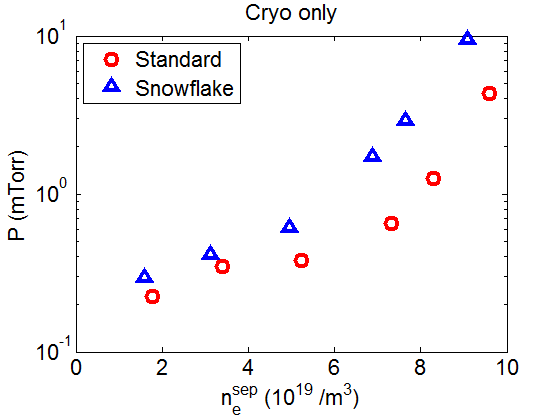 Cryo only
10^1
Standard
Snowflake
P (mTorr)
10^0
10^-1
0 2 4 6 8 10
n_e^sep (10^19 /m^3)